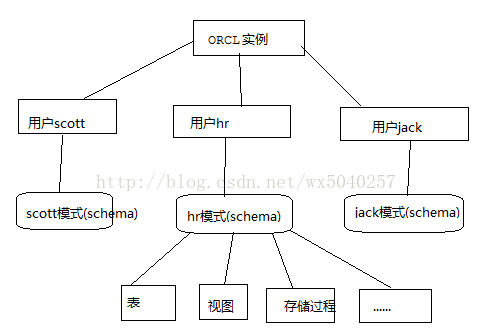 ORCL 实例
用户scott
用户hr
用户jack
http://blog.csdn.net/wx5040257
scott模式(schema)
hr模式(schema)
jack模式(schema)
表
视图
存储过程
......